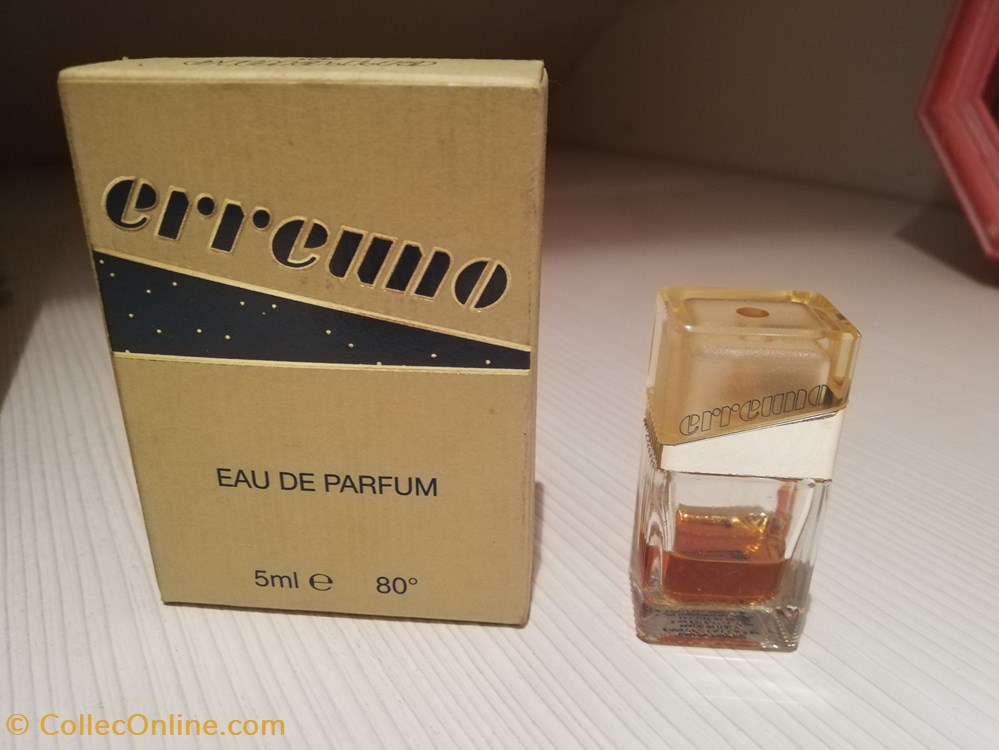 erreuno
EAU DE PARFUM
5ml ℮ 80°
erreuno
© CollecOnline.com